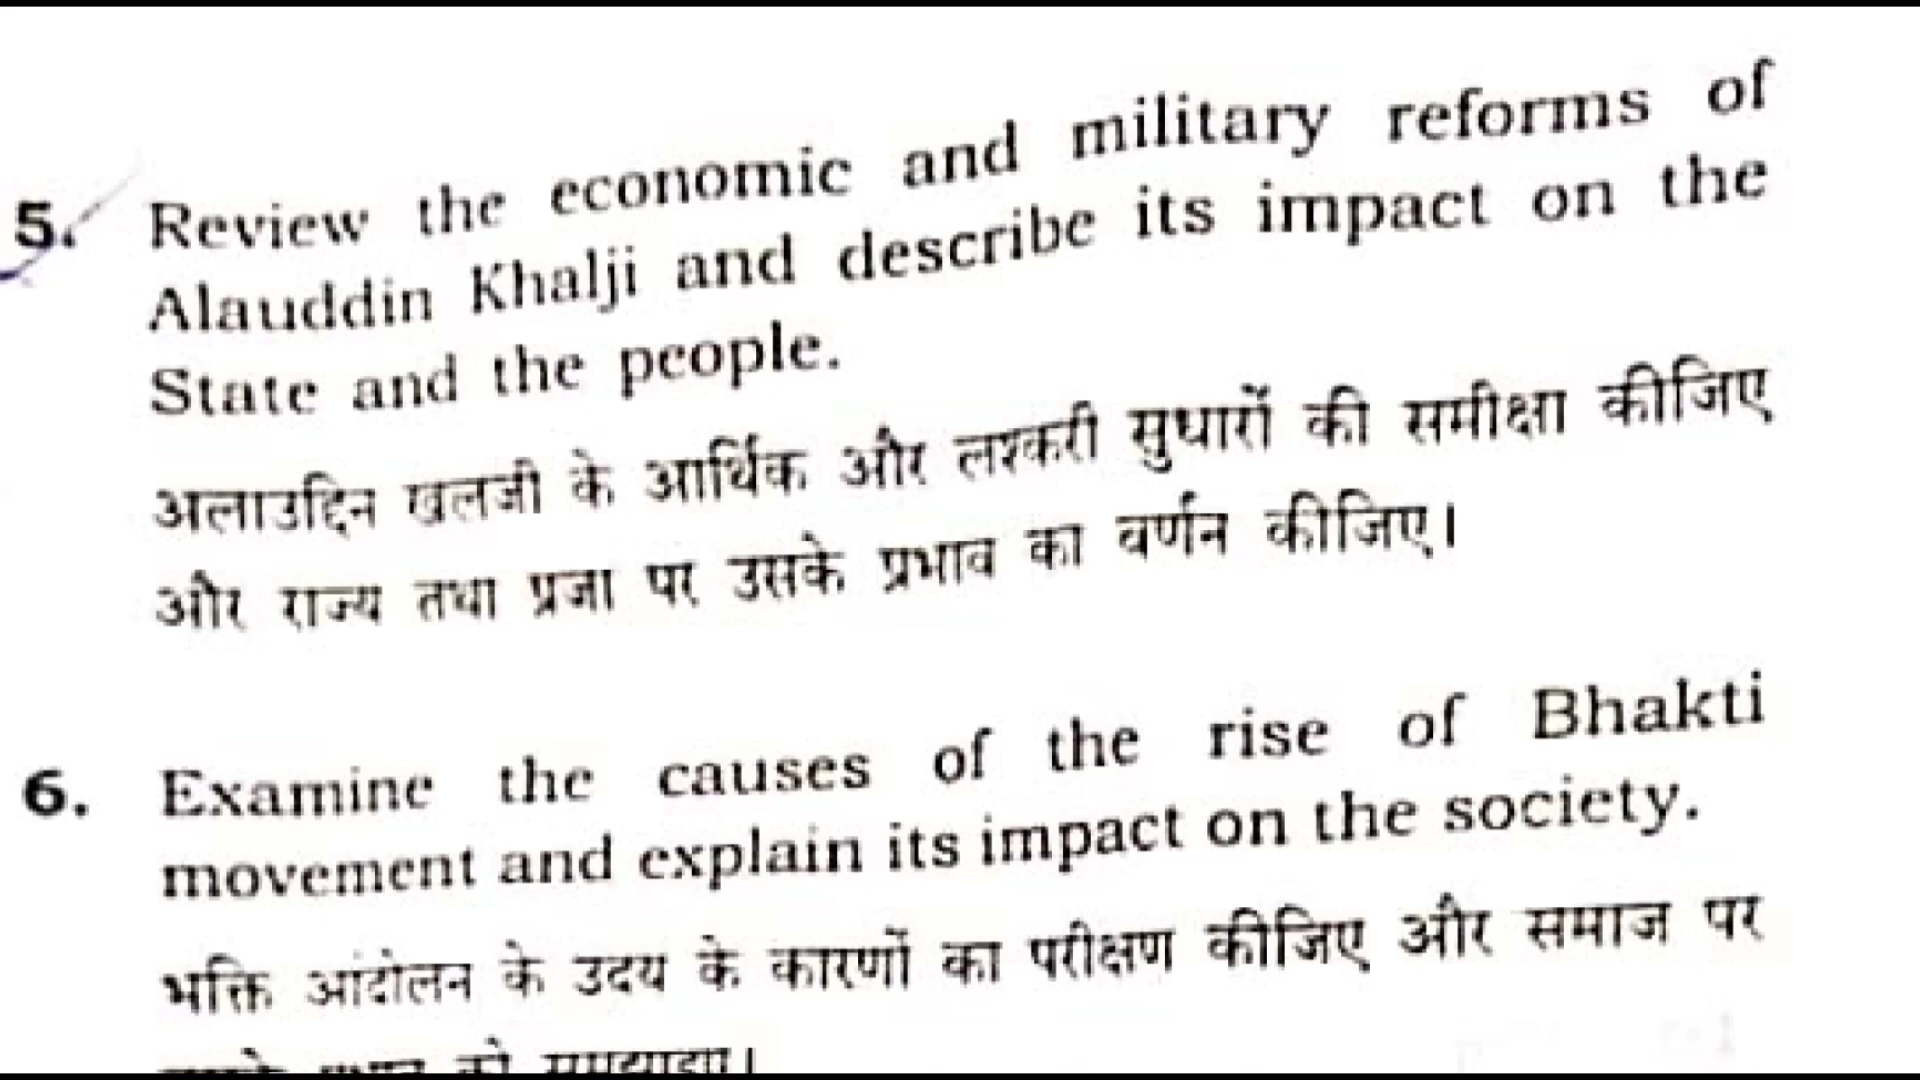 5. Review the economic and military reforms of
Alauddin Khalji and describe its impact on the
State and the people.
अलाउद्दिन खलजी के आर्थिक और लश्करी सुधारों की समीक्षा कीजिए
और राज्य तथा प्रजा पर उसके प्रभाव का वर्णन कीजिए।
6. Examine the causes of the rise of Bhakti
movement and explain its impact on the society.
भक्ति आंदोलन के उदय के कारणों का परीक्षण कीजिए और समाज पर
को